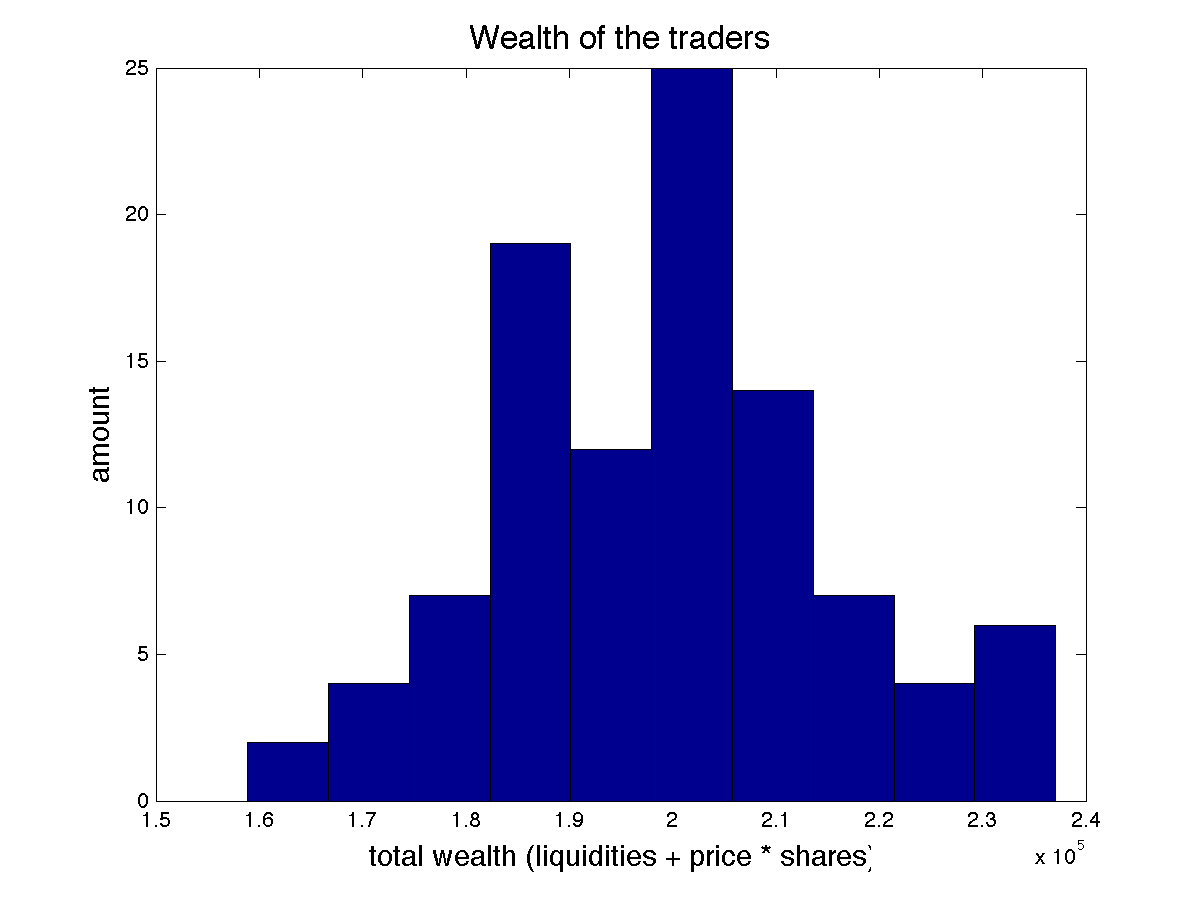 Wealth of the traders
25
20
15
10
5
0
amount
1.5 1.6 1.7 1.8 1.9 2 2.1 2.2 2.3 2.4
x 10^5
total wealth (liquidities + price * shares)